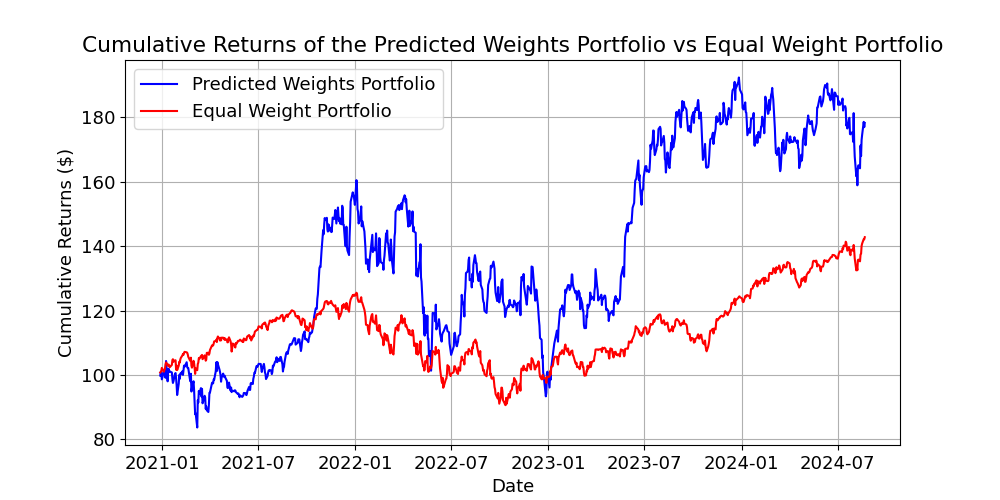 Cumulative Returns of the Predicted Weights Portfolio vs Equal Weight Portfolio
Predicted Weights Portfolio
Equal Weight Portfolio
Cumulative Returns ($)
180
160
140
120
100
80
2021-01 2021-07 2022-01 2022-07 2023-01 2023-07 2024-01 2024-07
Date